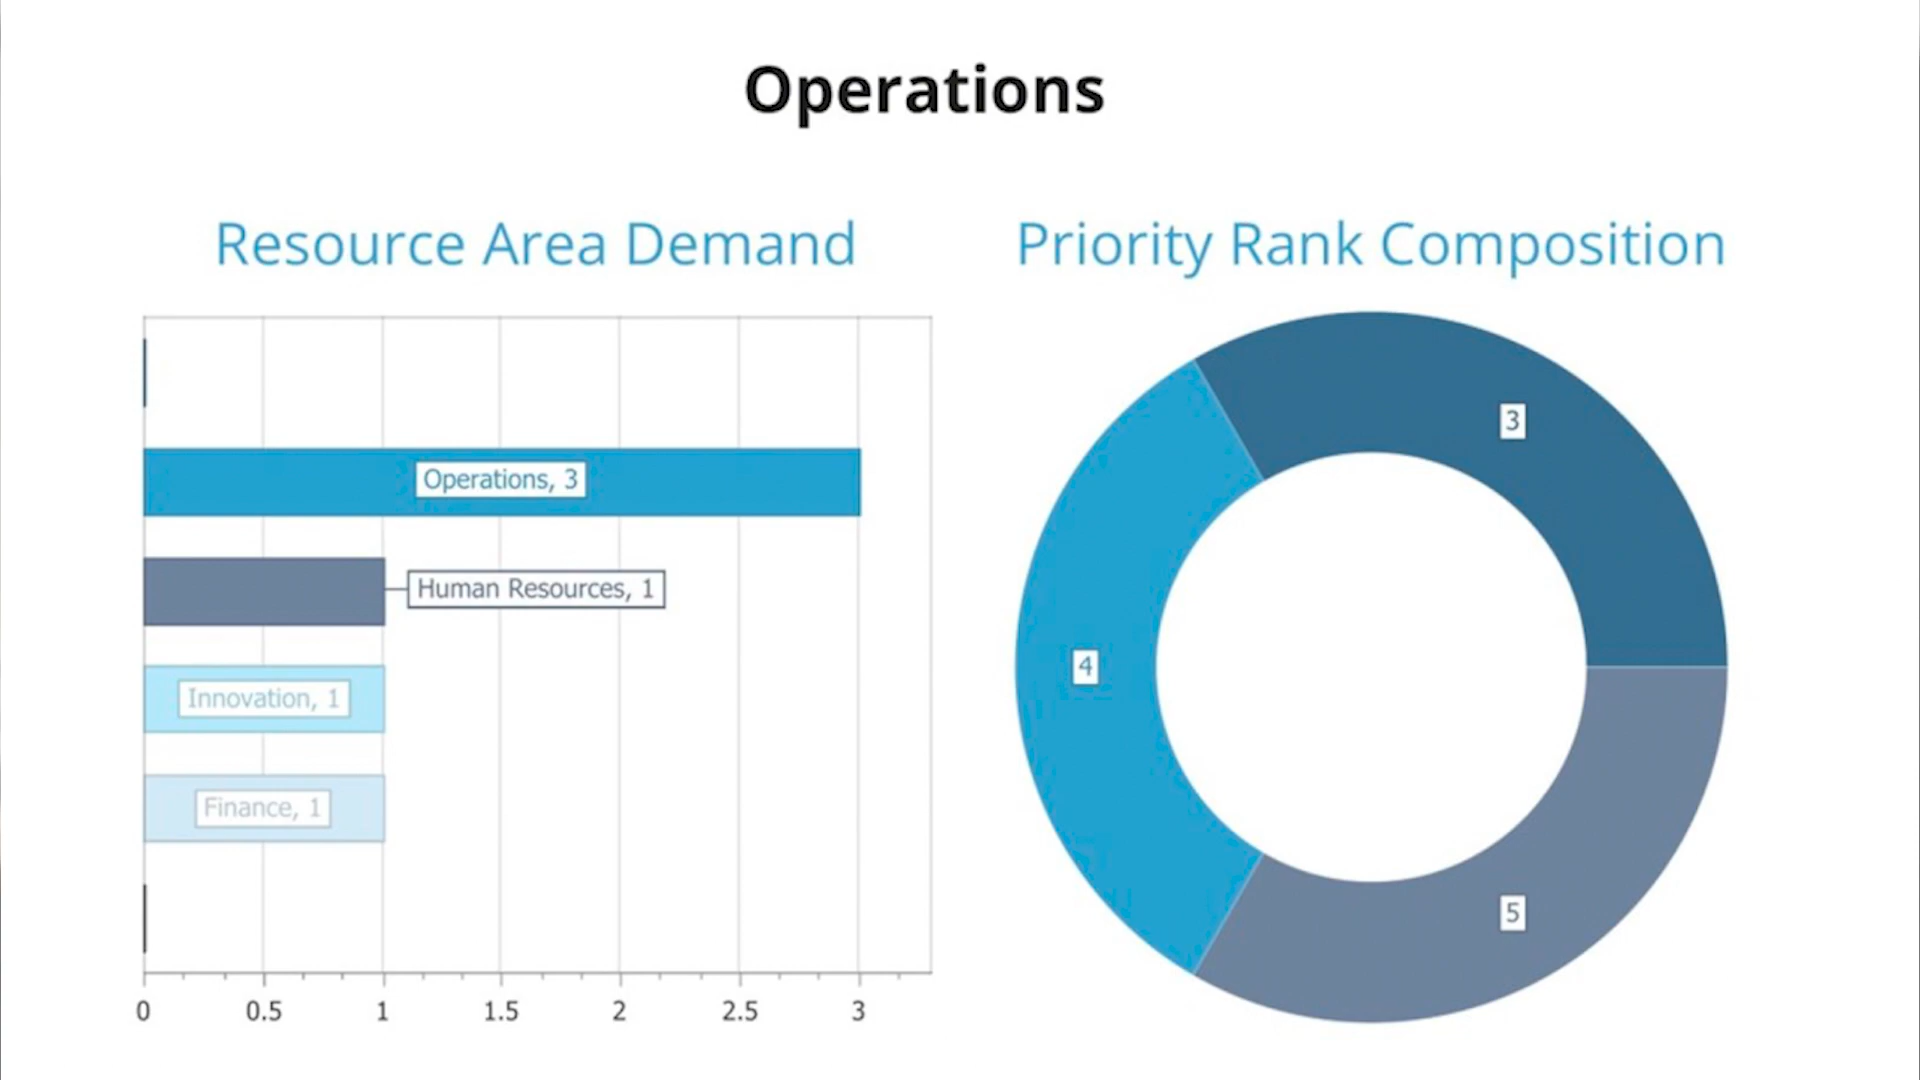 Operations
Resource Area Demand
Operations, 3
Human Resources, 1
Innovation, 1
Finance, 1
0 0.5 1 1.5 2 2.5 3
Priority Rank Composition
3
4
5